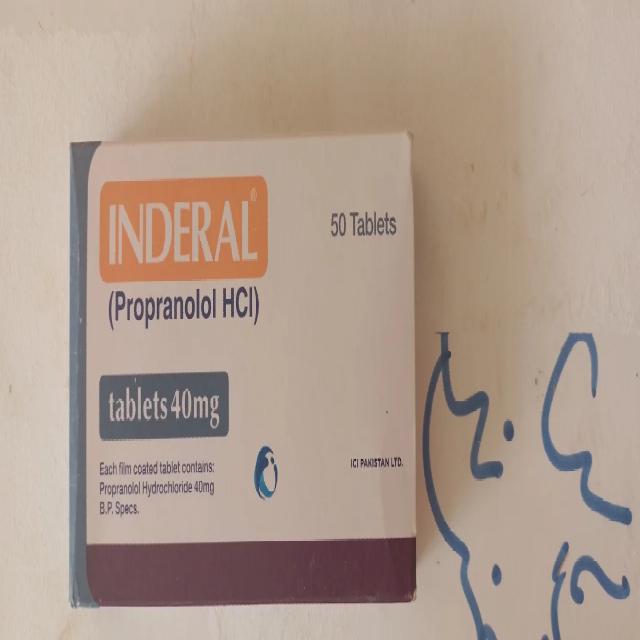 INDERAL®
50 Tablets
(Propranolol HCl)
tablets 40mg
Each film coated tablet contains:
Propranolol Hydrochloride 40mg
B.P. Specs.
ICI PAKISTAN LTD.